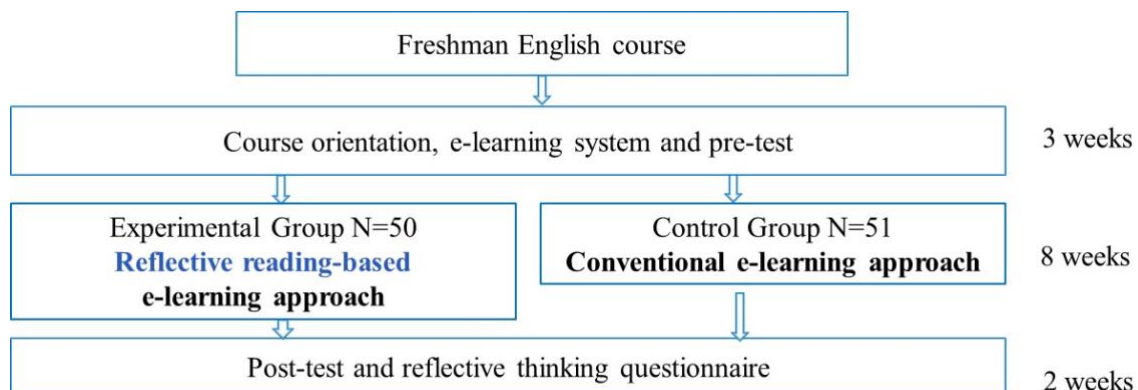 Freshman English course
Course orientation, e-learning system and pre-test
3 weeks
Experimental Group N=50
Reflective reading-based
e-learning approach
Control Group N=51
Conventional e-learning approach
8 weeks
Post-test and reflective thinking questionnaire
2 weeks